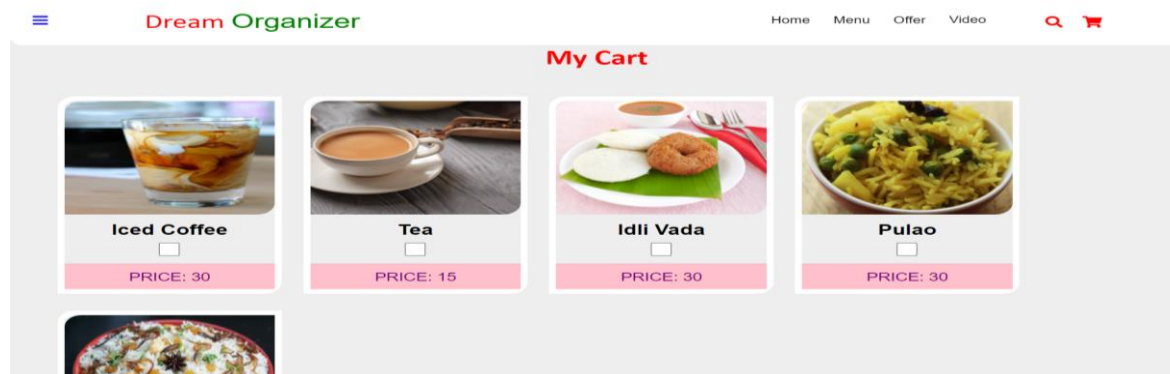 Dream Organizer Home Menu Offer Video
My Cart
Iced Coffee Tea Idli Vada Pulao
PRICE: 30 PRICE: 15 PRICE: 30 PRICE: 30